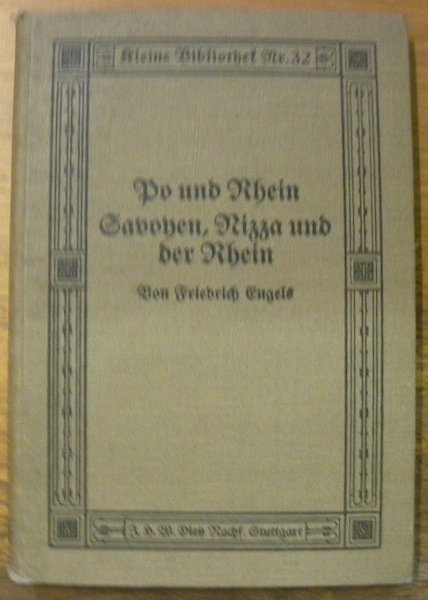 Kleine Bibliothek Nr. 32
Po und Rhein
Savoyen, Nizza und
der Rhein
Von Friedrich Engels
J. H. W. Dietz Nachf. Stuttgart